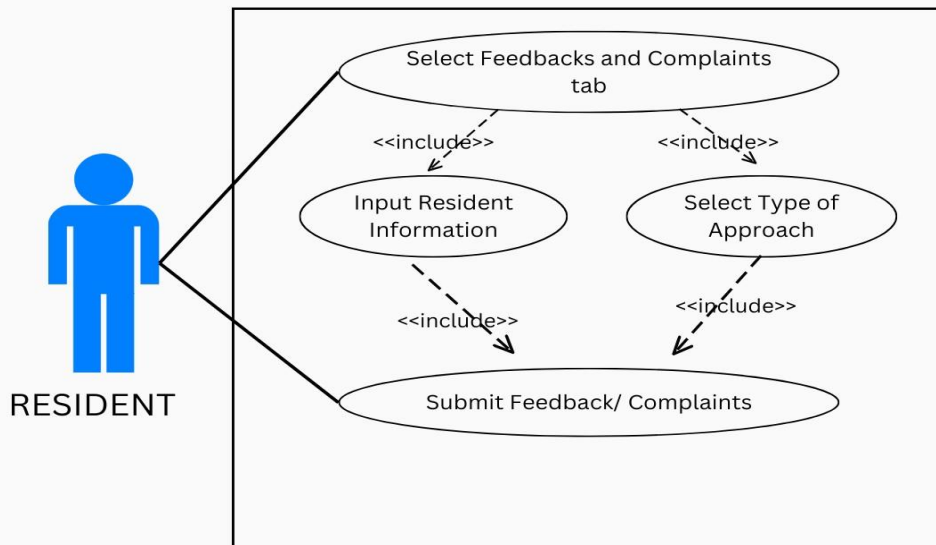 Select Feedbacks and Complaints
tab
<<include>>
<<include>>
Input Resident
Information
Select Type of
Approach
<<include>>
<<include>>
RESIDENT
Submit Feedback/ Complaints